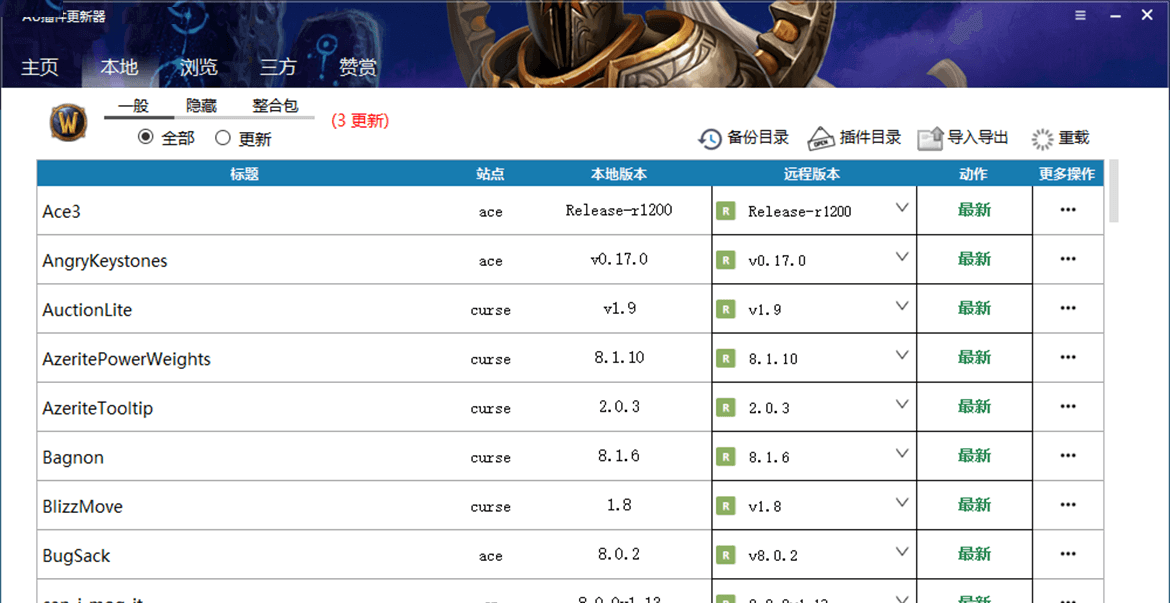 AU插件更新器
主页 本地 浏览 三方 赞赏
一般 隐藏 整合包 (3 更新)
全部 更新 备份目录 OPEN 插件目录 导入导出 重载
标题 站点 本地版本 远程版本 动作 更多操作
Ace3 ace Release-r1200 R Release-r1200 最新 •••
AngryKeystones ace v0.17.0 R v0.17.0 最新 •••
AuctionLite curse v1.9 R v1.9 最新 •••
AzeritePowerWeights curse 8.1.10 R 8.1.10 最新 •••
AzeriteTooltip curse 2.0.3 R 2.0.3 最新 •••
Bagnon curse 8.1.6 R 8.1.6 最新 •••
BlizzMove curse 1.8 R v1.8 最新 •••
BugSack ace 8.0.2 R v8.0.2 最新 •••